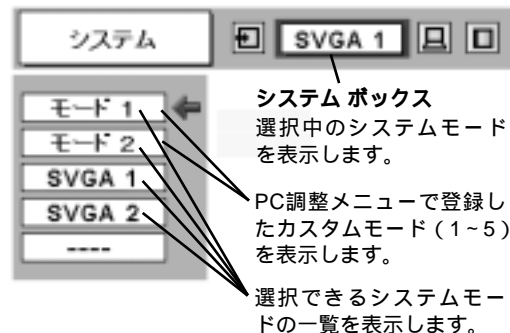 システム
SVGA 1
モード 1
モード 2
SVGA 1
SVGA 2
----
システム ボックス
選択中のシステムモード
を表示します。
PC調整メニューで登録し
たカスタムモード ( 1 ~ 5 )
を表示します。
選択できるシステムモー
ドの一覧を表示します。